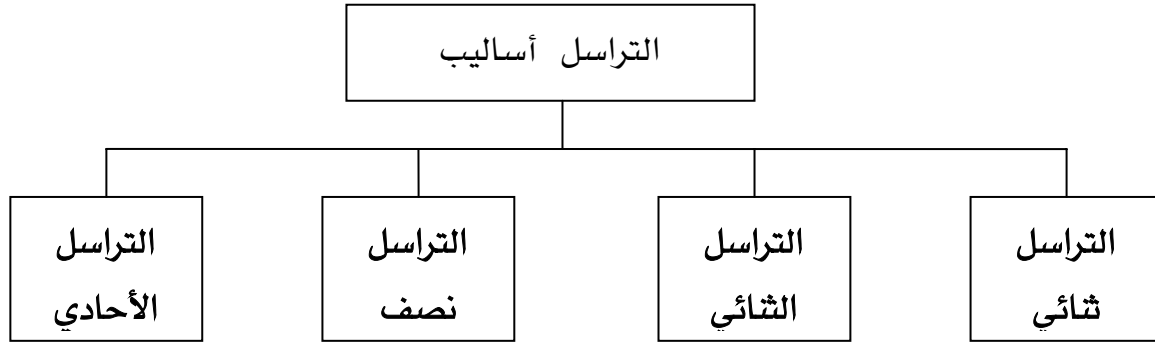 التراسل أساليب
التراسل
ثنائي
التراسل
الثنائي
التراسل
نصف
التراسل
الأحادي